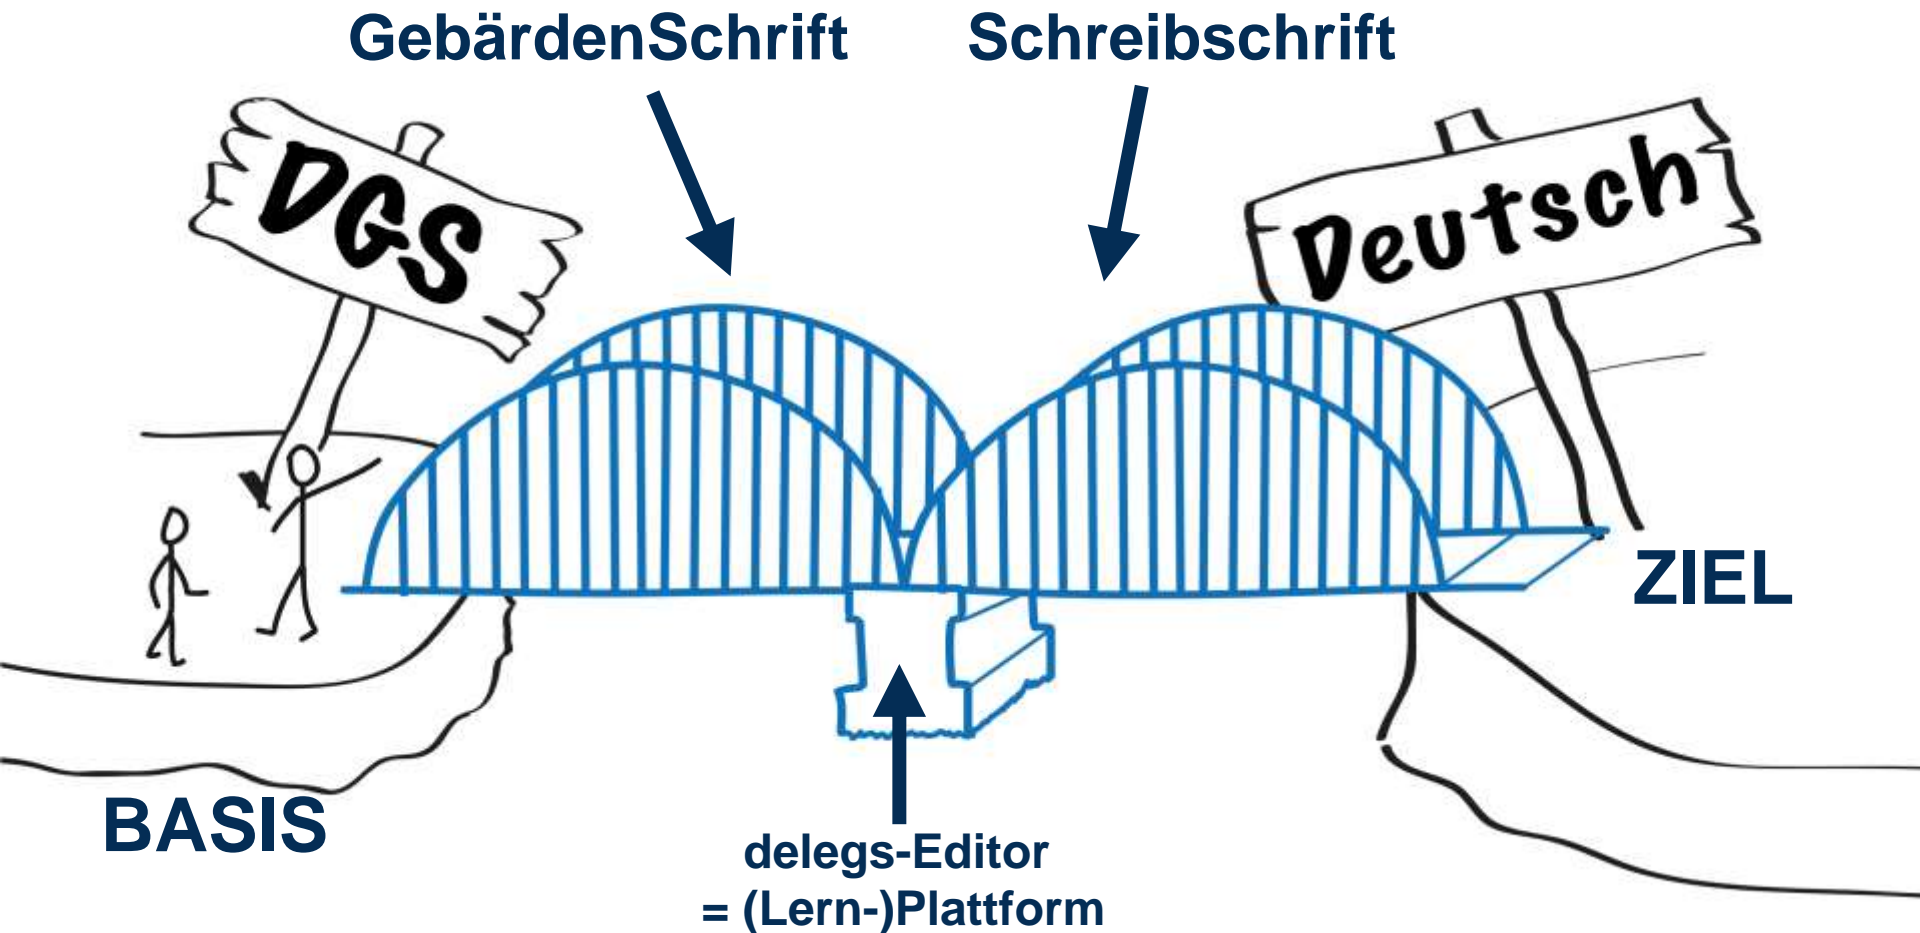 GebärdenSchrift
Schreibschrift
DGS
Deutsch
ZIEL
BASIS
delegs-Editor
= (Lern-)Plattform